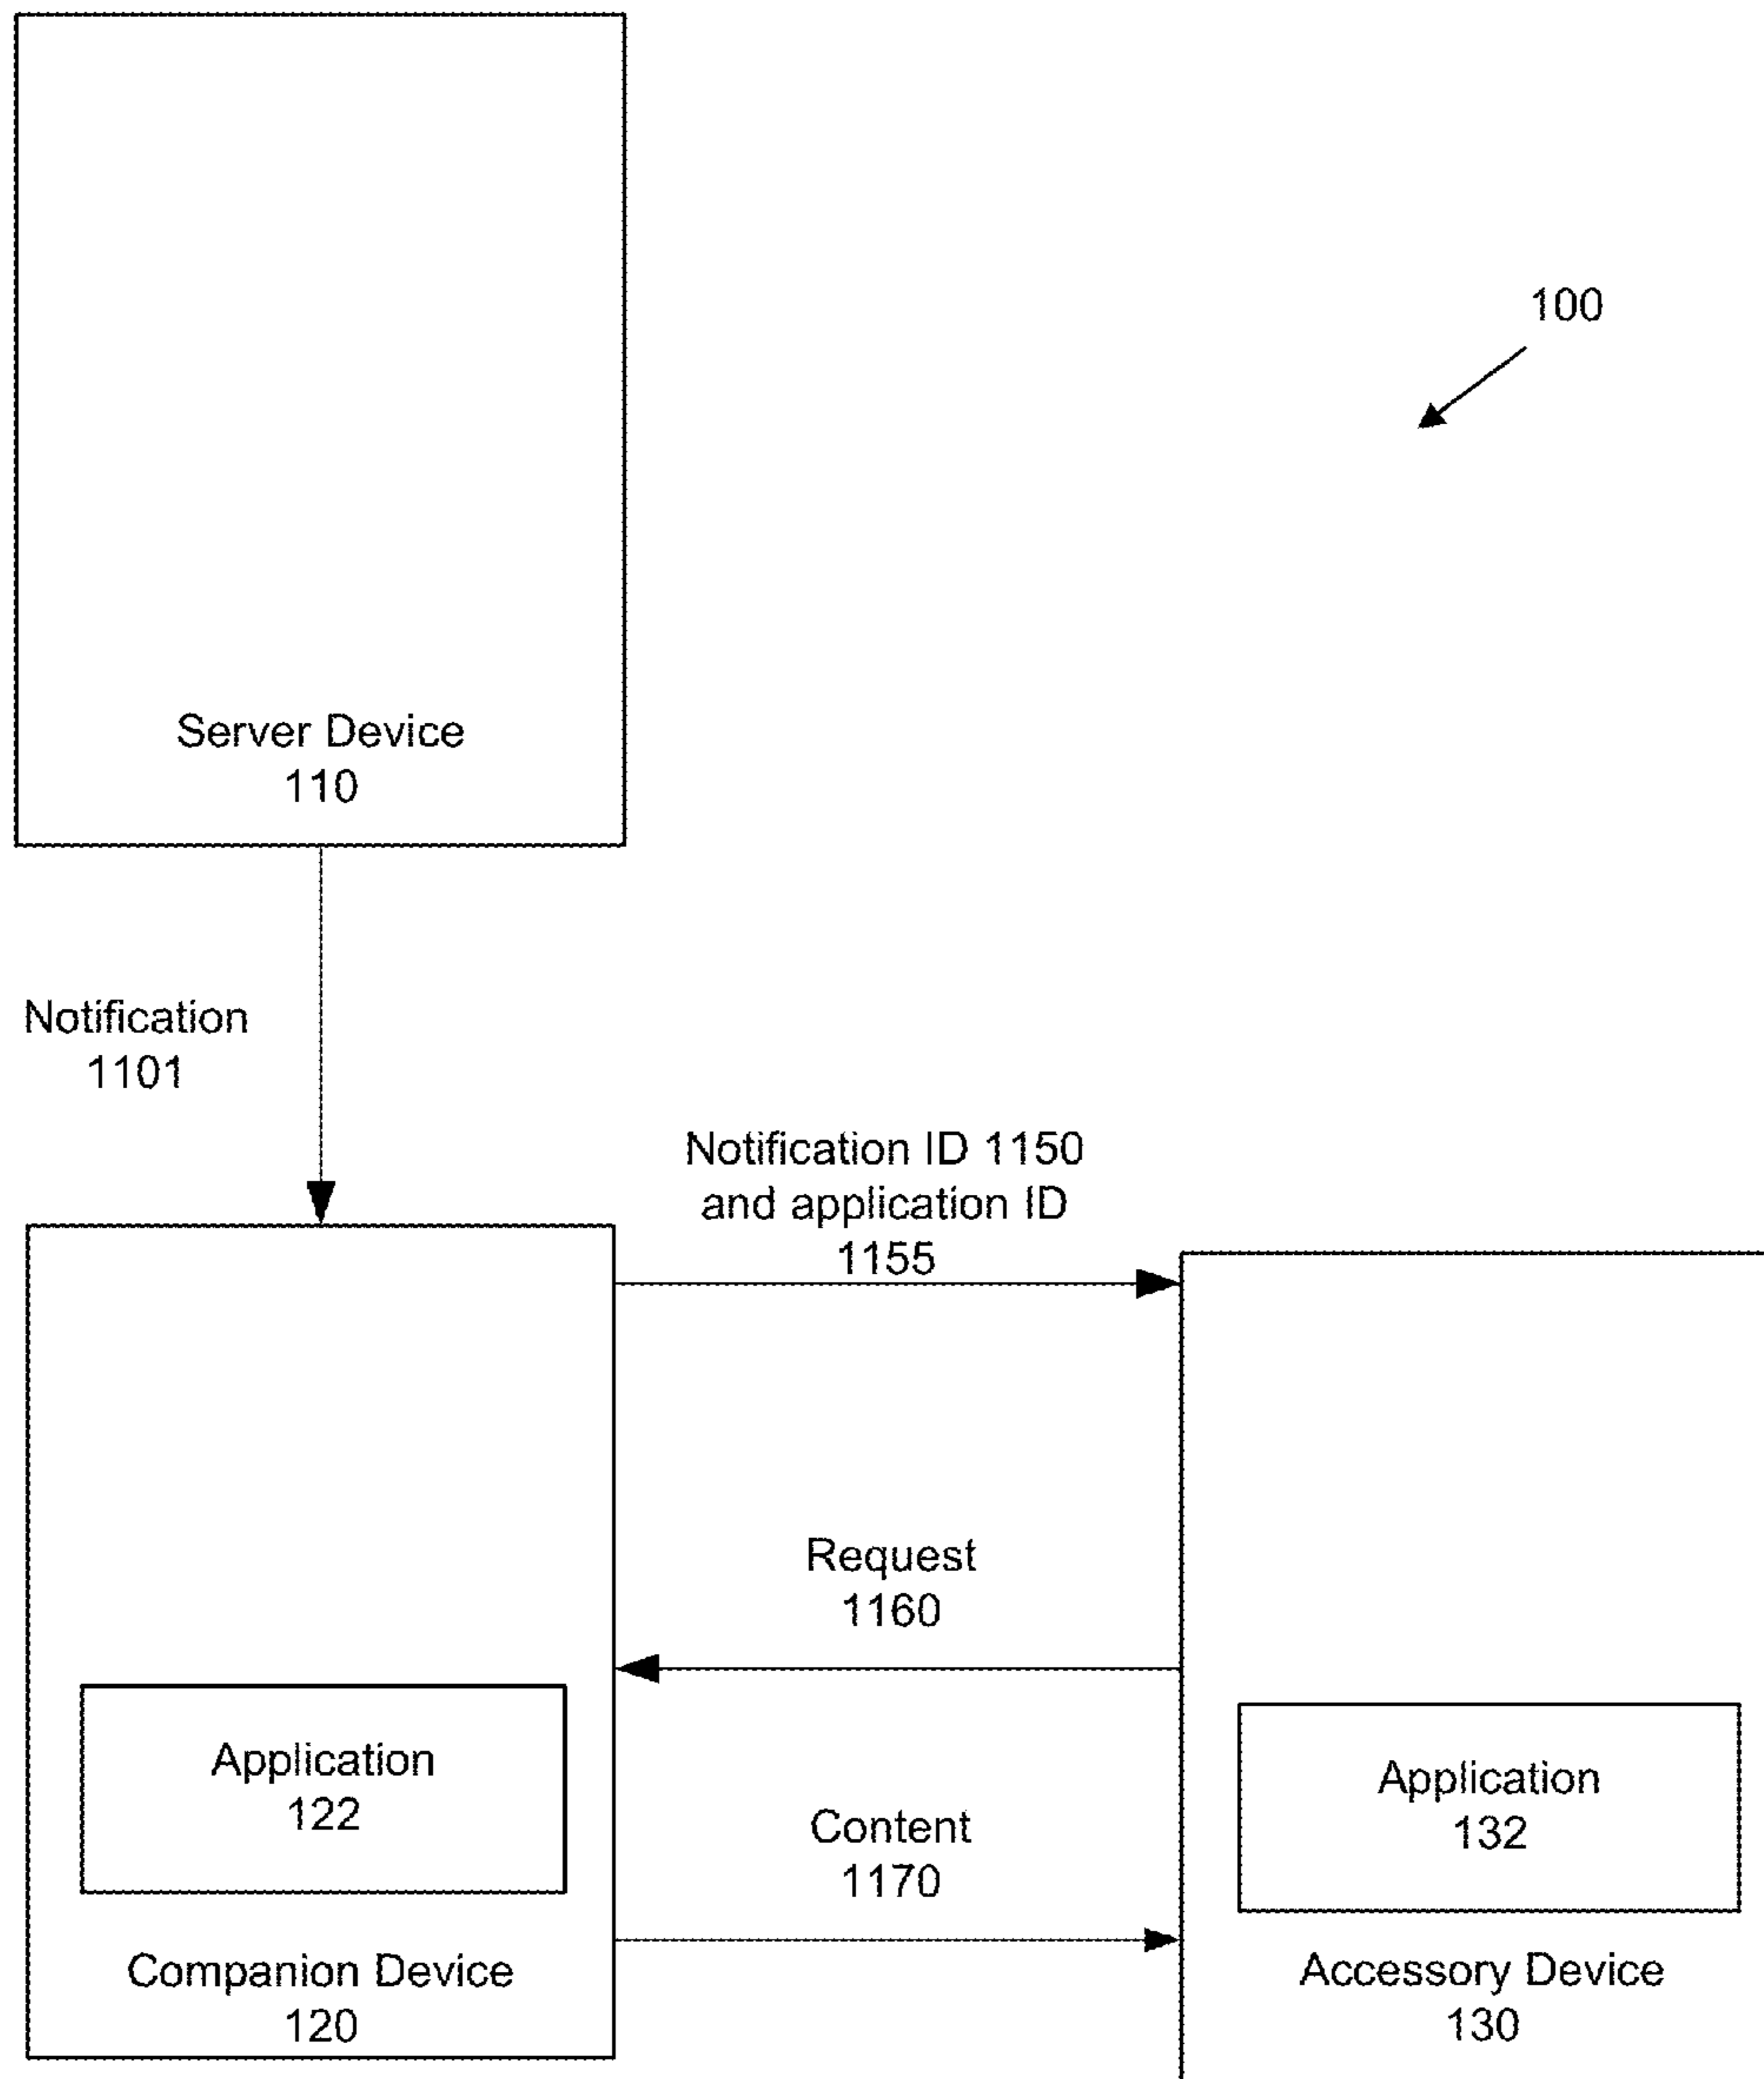 100
Server Device
110
Notification
1101
Notification ID 1150
and application ID
1155
Request
1160
Application
122
Content
1170
Application
132
Companion Device
120
Accessory Device
130